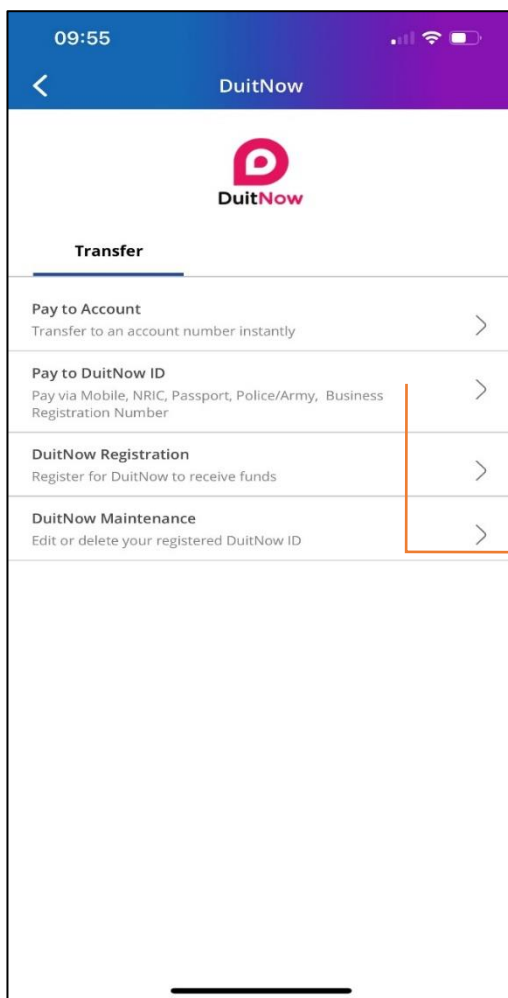 09:55
DuitNow
DuitNow
Transfer
Pay to Account
Transfer to an account number instantly
Pay to DuitNow ID
Pay via Mobile, NRIC, Passport, Police/Army, Business
Registration Number
DuitNow Registration
Register for DuitNow to receive funds
DuitNow Maintenance
Edit or delete your registered DuitNow ID